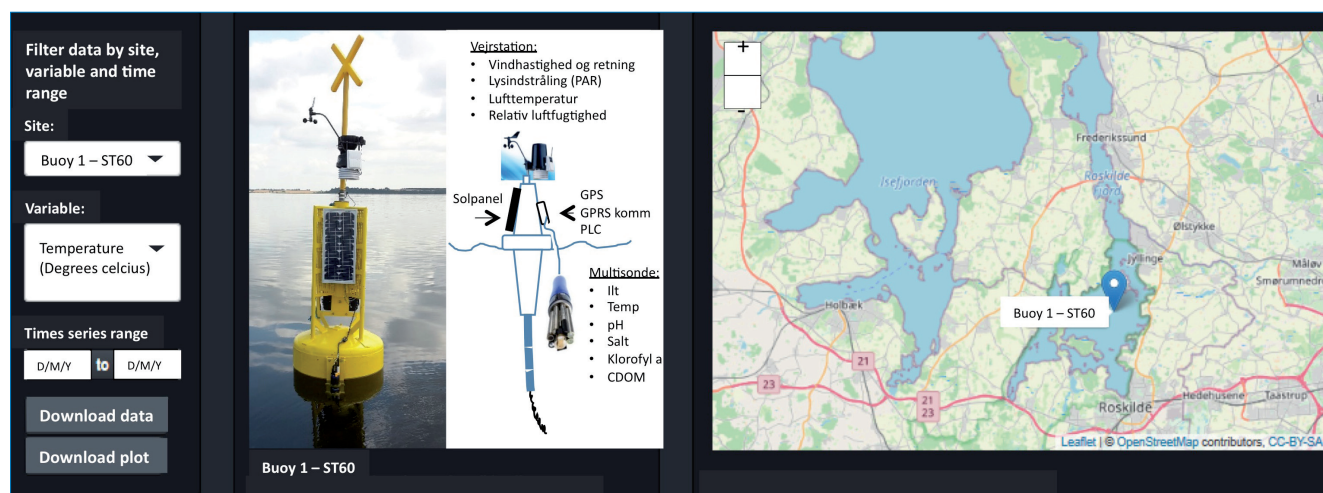 Filter data by site,
variable and time
range
Site:
Buoy 1 – ST60
Variable:
Temperature
(Degrees celcius)
Times series range
D/M/Y to D/M/Y
Download data
Download plot
Vejrstation:
• Vindhastighed og retning
• Lysindstråling (PAR)
• Lufttemperatur
• Relativ luftfugtighed
Solpanel
GPS
GPRS komm
PLC
Multisonde:
• Ilt
• Temp
• pH
• Salt
• Klorofyl a
• CDOM
Buoy 1 – ST60
+
-
Frederikssund
Isefjorden
Roskilde
Fjord
Ølstykke
Jyllinge
Måløv
Smørumnedre
Holbæk
Buoy 1 – ST60
21
23
21
23
Hedehusene
Taastrup
Roskilde
Leaflet | © OpenStreetMap contributors, CC-BY-SA